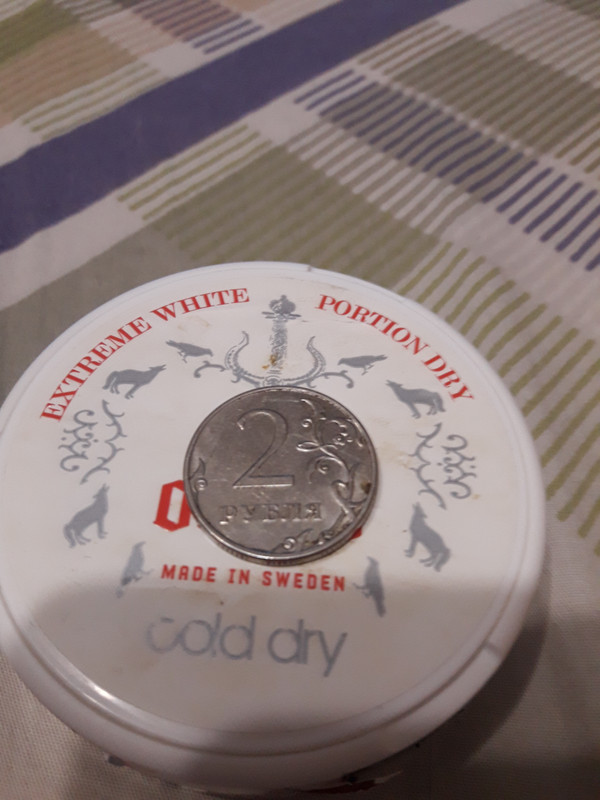 EXTREME WHITE PORTION DRY
2
РУБЛЯ
MADE IN SWEDEN
cold dry